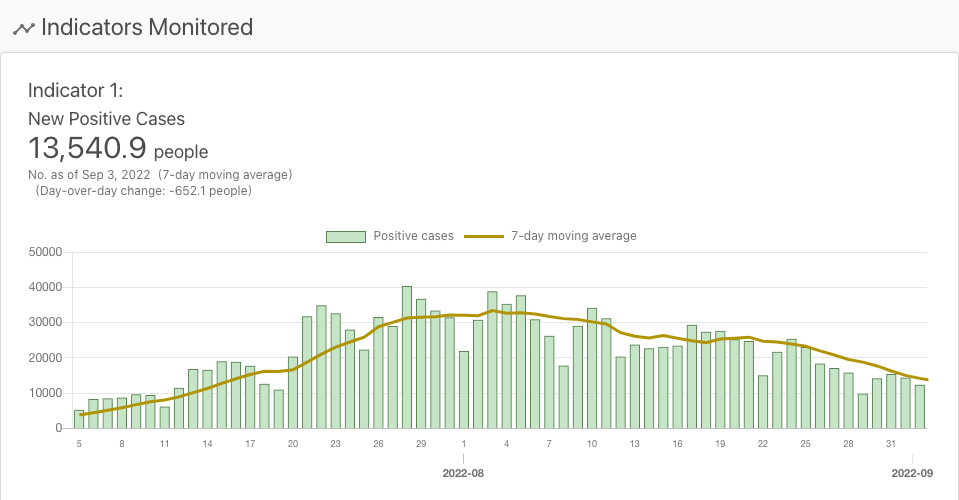 Indicators Monitored
Indicator 1:
New Positive Cases
13,540.9 people
No. as of Sep 3, 2022 (7-day moving average)
(Day-over-day change: -652.1 people)
Positive cases 7-day moving average
50000
40000
30000
20000
10000
0
5 8 11 14 17 20 23 26 29 1 4 7 10 13 16 19 22 25 28 31
2022-08 2022-09